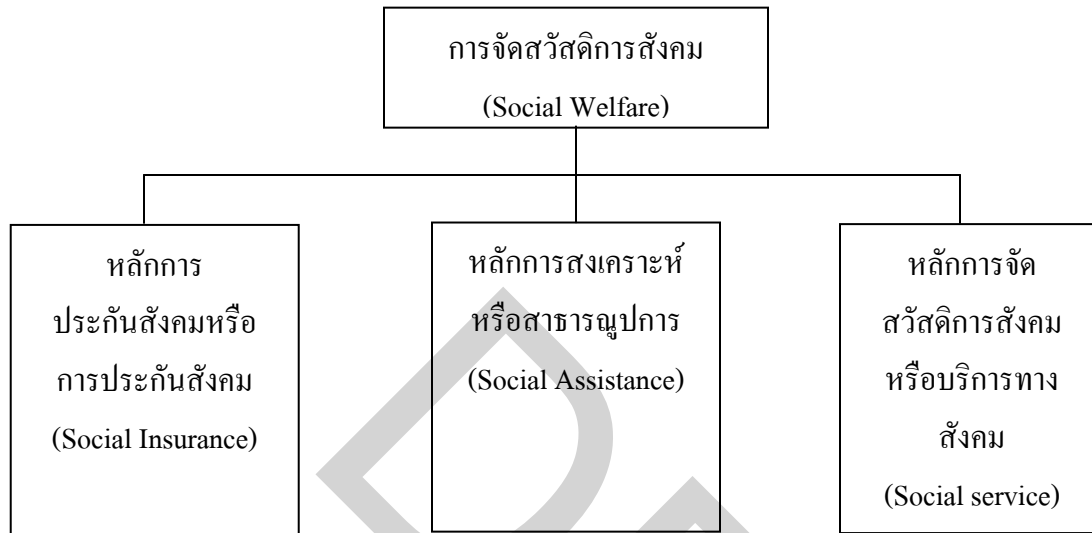 การจัดสวัสดิการสังคม
(Social Welfare)
หลักการ
ประกันสังคมหรือ
การประกันสังคม
(Social Insurance)
หลักการสงเคราะห์
หรือสาธารณูปการ
(Social Assistance)
หลักการจัด
สวัสดิการสังคม
หรือบริการทาง
สังคม
(Social service)